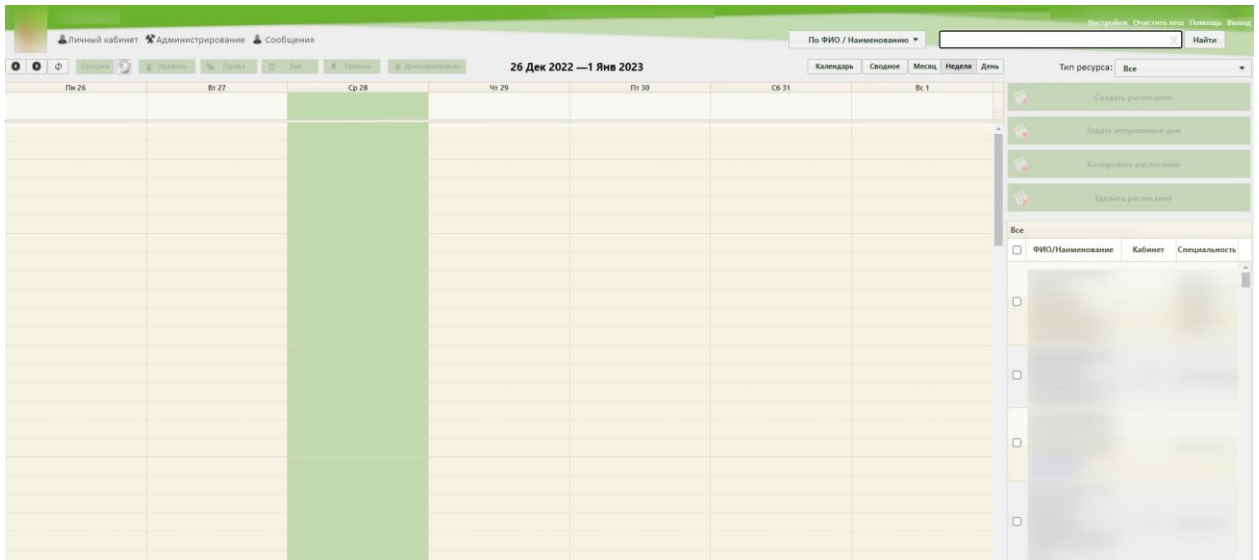 Настройки Очистить кеш Помощь Выход
Личный кабинет Администрирование Сообщения
По ФИО / Наименованию
Найти
Сегодня Удалить Права Тип Талоны Дополнительно
26 Дек 2022 —1 Янв 2023
Календарь Сводное Месяц Неделя День
Тип ресурса: Все
Пн 26 Вт 27 Ср 28 Чт 29 Пт 30 Сб 31 Вс 1
Создать расписание
Задать неприемные дни
Копировать расписание
Удалить расписание
Все
ФИО/Наименование Кабинет Специальность